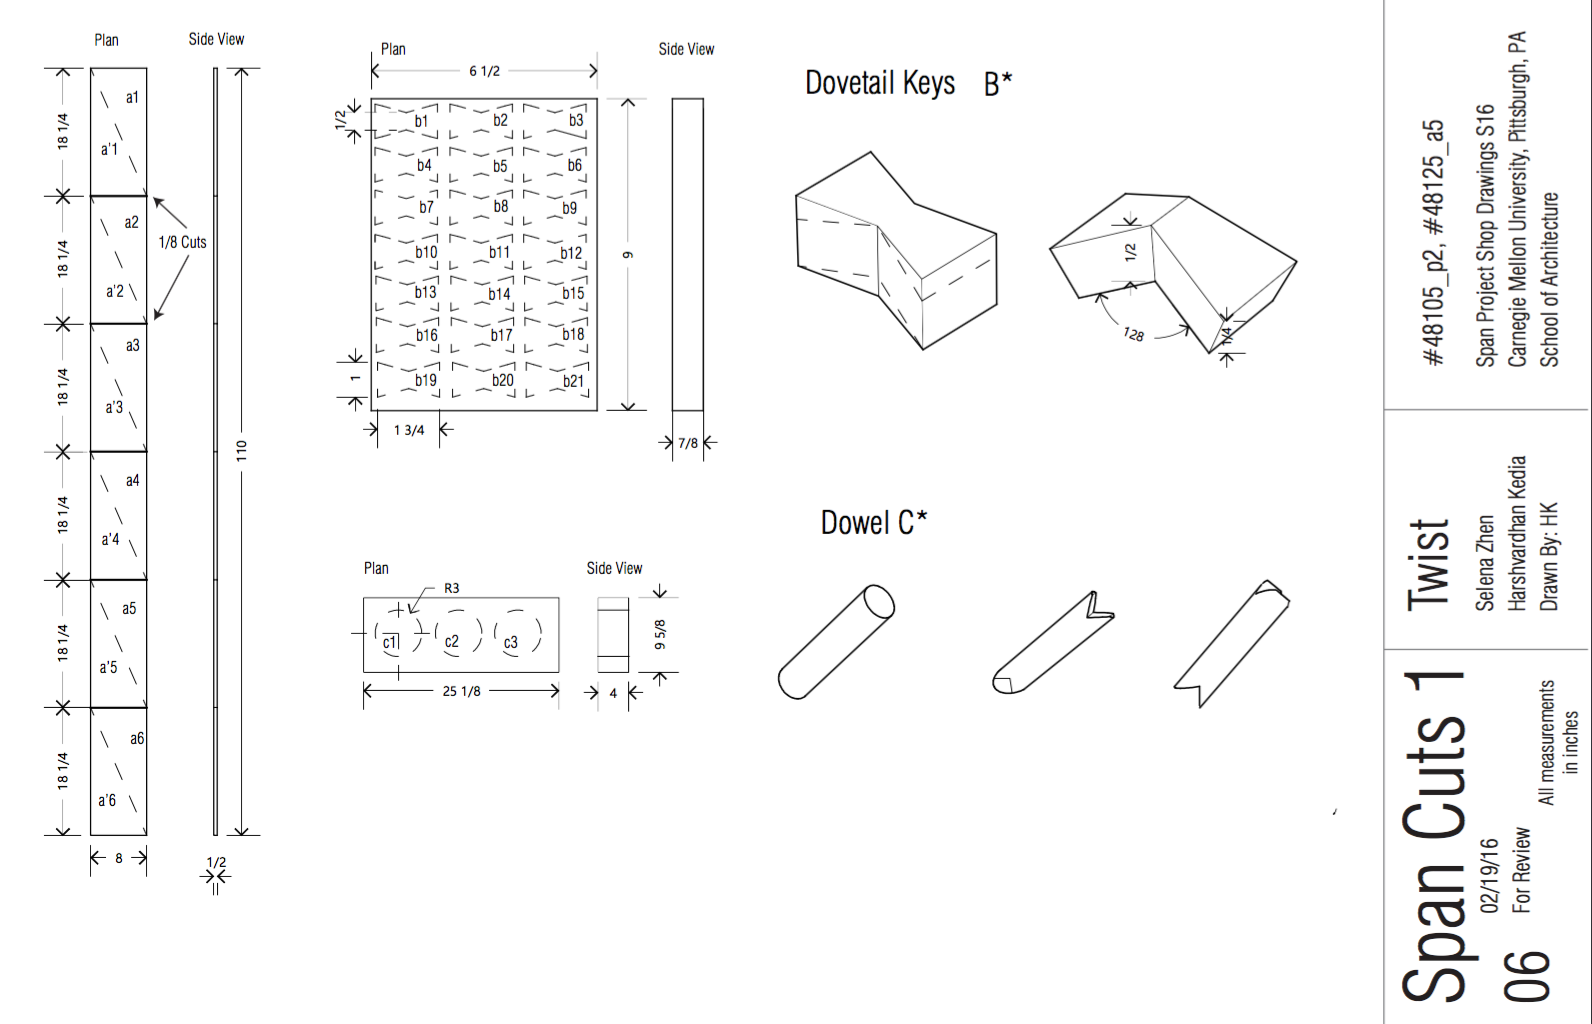 Plan
Side View
18 1/4
18 1/4
18 1/4
18 1/4
18 1/4
18 1/4
a1
a'1
a2
a'2
a3
a'3
a4
a'4
a5
a'5
a6
a'6
1/8 Cuts
110
8
1/2
Plan
Side View
6 1/2
1/2
b1 b2 b3
b4 b5 b6
b7 b8 b9
b10 b11 b12
b13 b14 b15
b16 b17 b18
b19 b20 b21
9
1
1 3/4
7/8
Plan
Side View
R3
c1 c2 c3
25 1/8
9 5/8
4
Dovetail Keys B*
1/2
128
1/4
Dowel C*
#48105_p2, #48125_a5
Span Project Shop Drawings S16
Carnegie Mellon University, Pittsburgh, PA
School of Architecture
Twist
Selena Zhen
Harshvardhan Kedia
Drawn By: HK
Span Cuts 1
02/19/16
For Review
All measurements
in inches
06